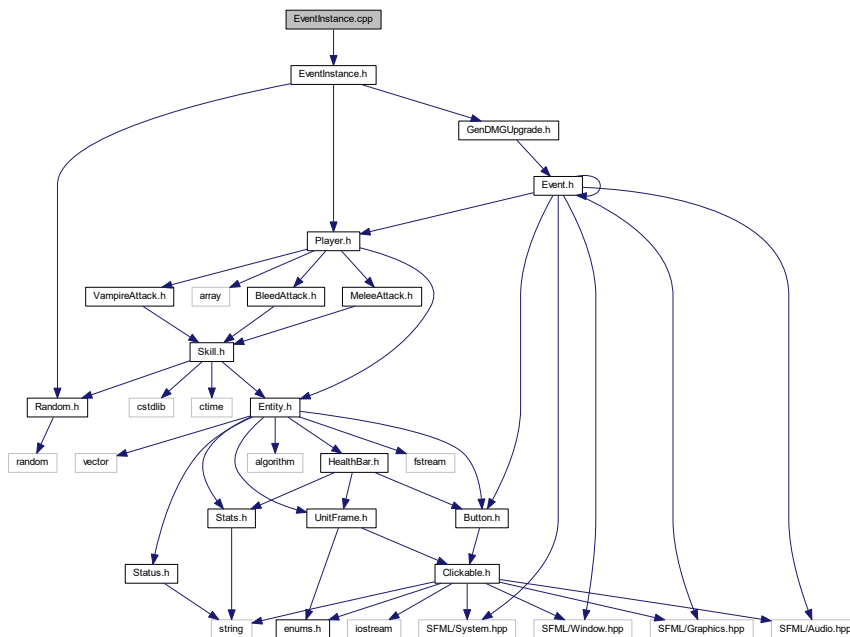 EventInstance.cpp
EventInstance.h
GenDMGUpgrade.h
Event.h
Player.h
VampireAttack.h
array
BleedAttack.h
MeleeAttack.h
Skill.h
Random.h
cstdlib
ctime
Entity.h
random
vector
algorithm
HealthBar.h
fstream
Stats.h
UnitFrame.h
Button.h
Status.h
Clickable.h
string
enums.h
iostream
SFML/System.hpp
SFML/Window.hpp
SFML/Graphics.hpp
SFML/Audio.hpp